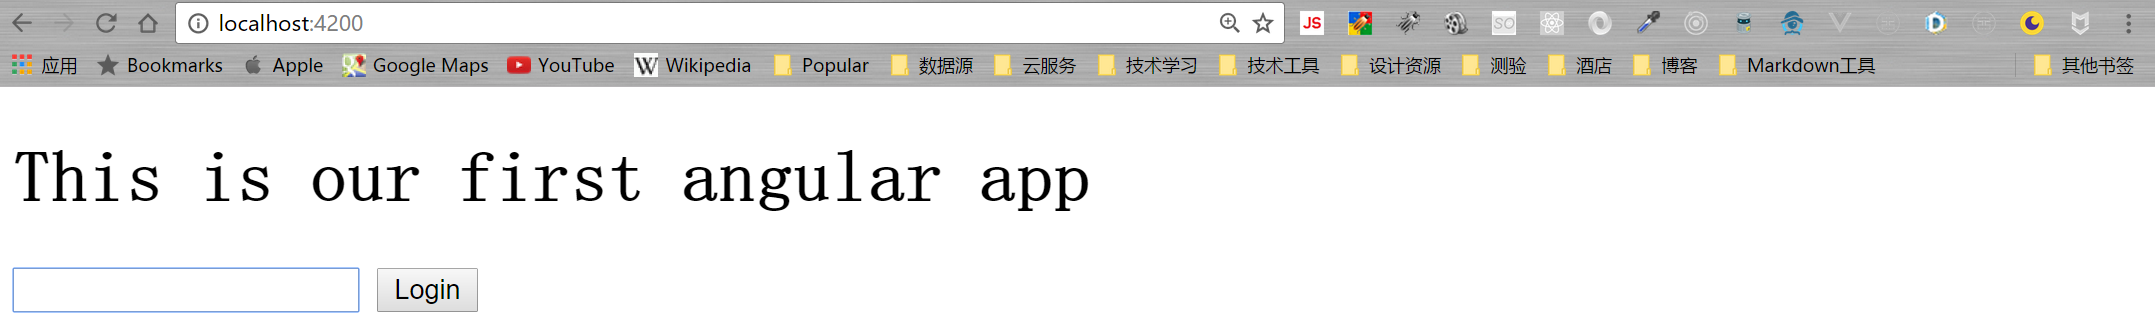 localhost:4200
JS SO
应用 Bookmarks Apple Google Maps YouTube W Wikipedia Popular 数据源 云服务 技术学习 技术工具 设计资源 测验 酒店 博客 Markdown工具 其他书签
This is our first angular app
Login